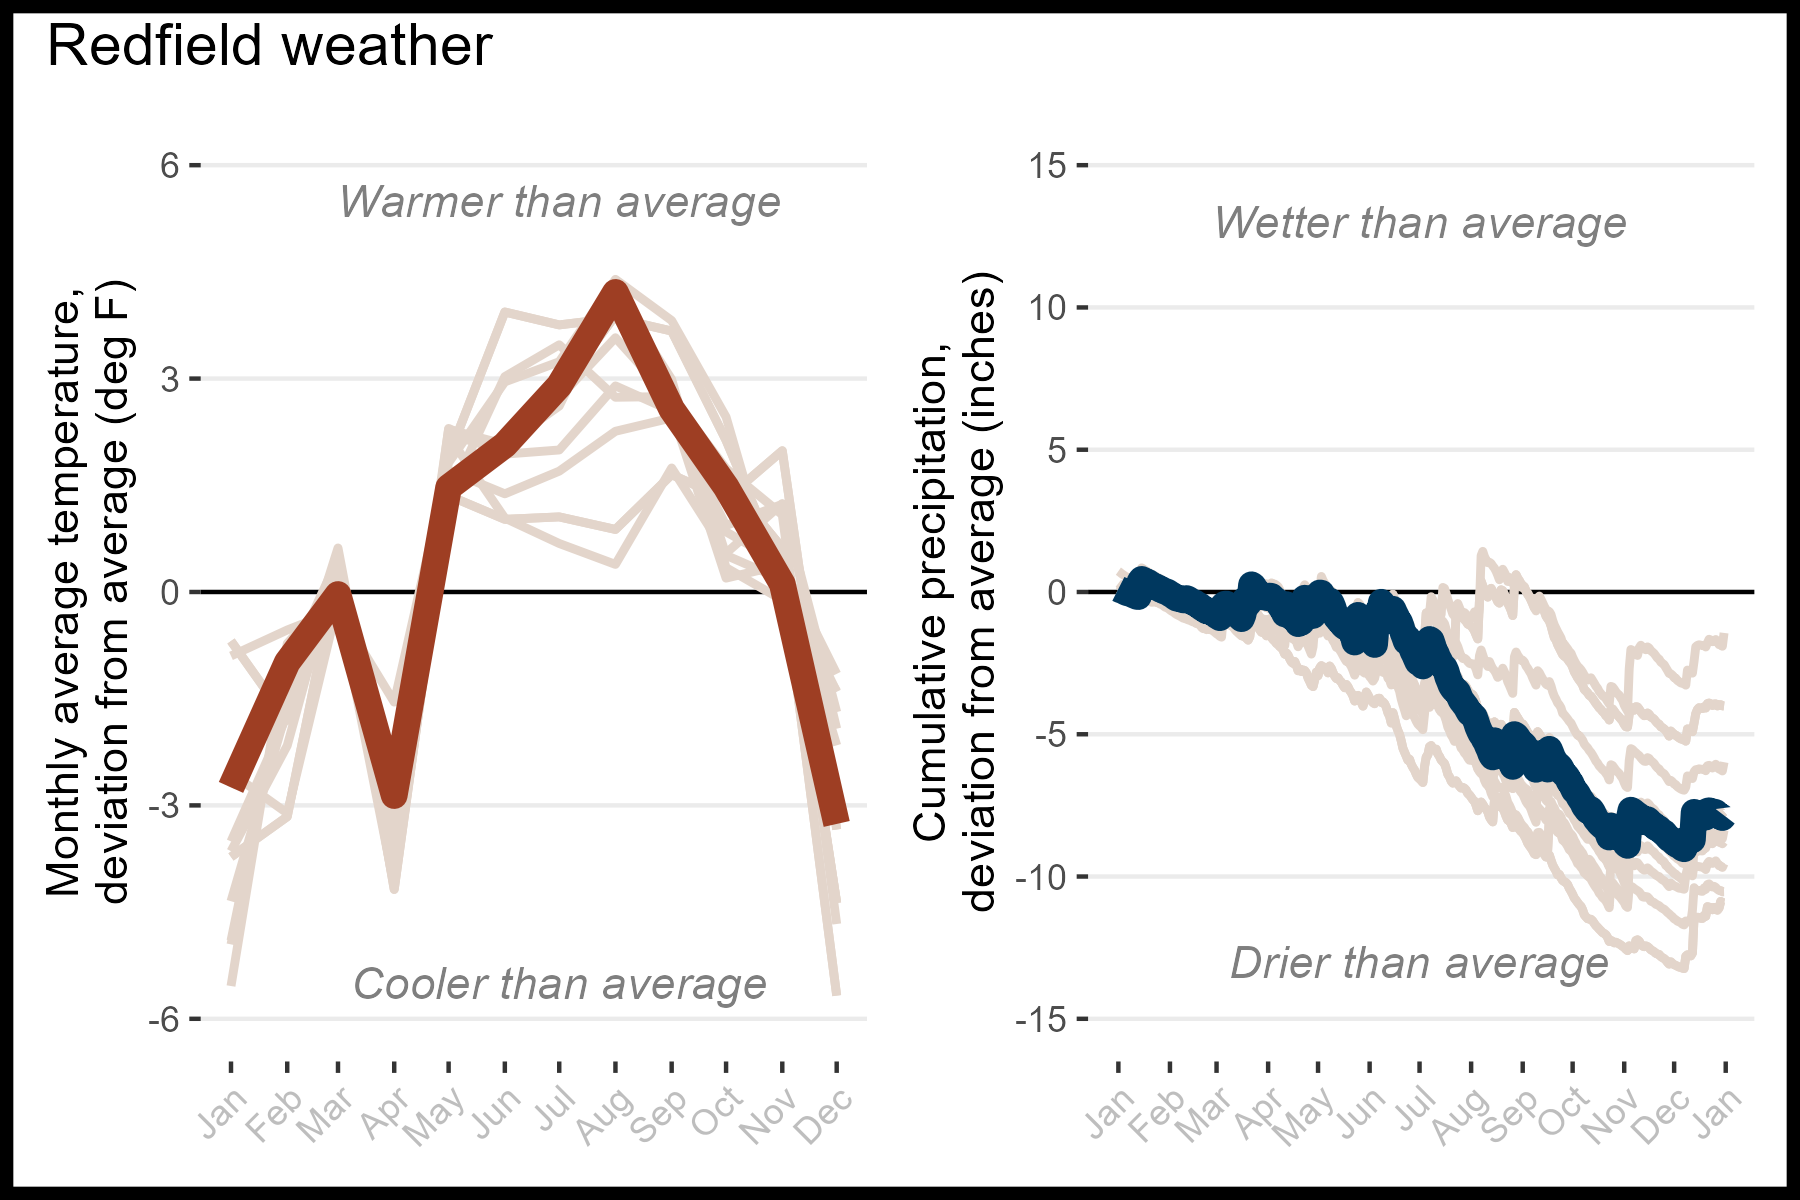 Redfield weather
Monthly average temperature,
deviation from average (deg F)
6
3
0
-3
-6
Warmer than average
Cooler than average
Jan
Feb
Mar
Apr
May
Jun
Jul
Aug
Sep
Oct
Nov
Dec
Cumulative precipitation,
deviation from average (inches)
15
10
5
0
-5
-10
-15
Wetter than average
Drier than average
Jan
Feb
Mar
Apr
May
Jun
Jul
Aug
Sep
Oct
Nov
Dec
Jan